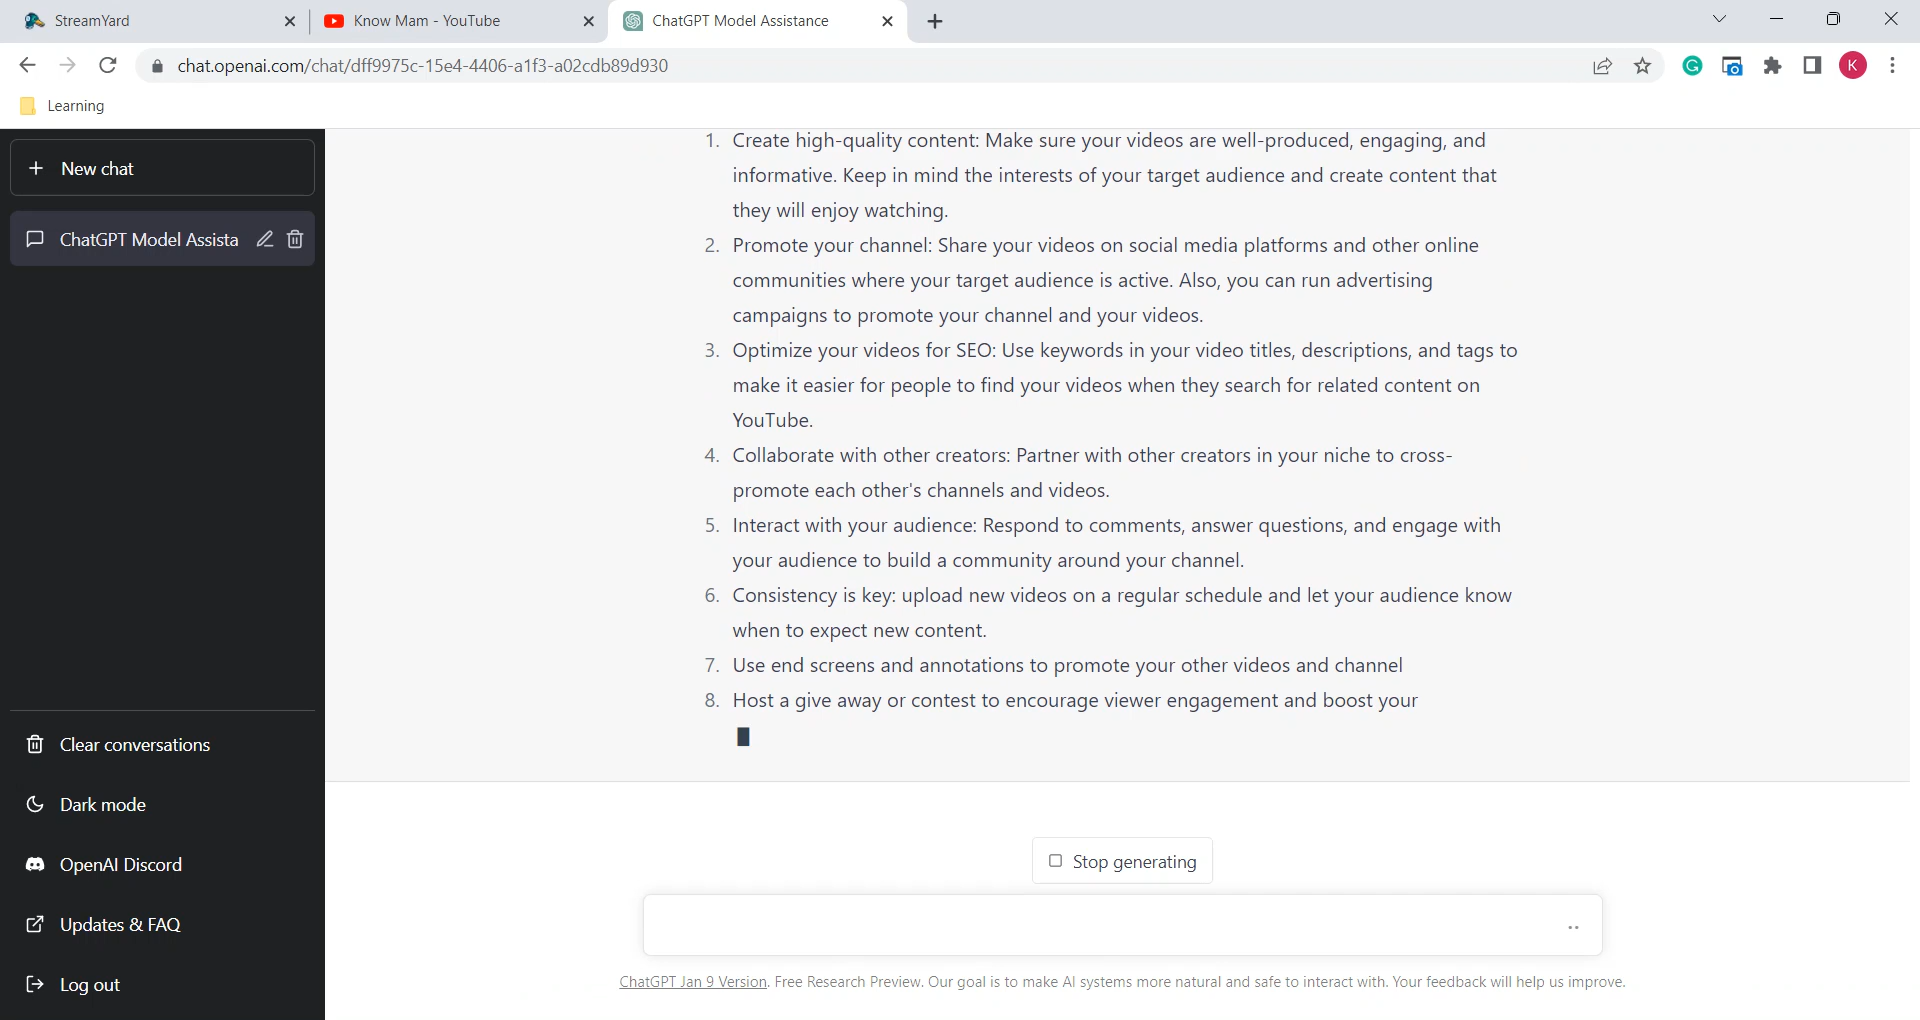 StreamYard
Know Mam - YouTube
ChatGPT Model Assistance
chat.openai.com/chat/dff9975c-15e4-4406-a1f3-a02cdb89d930
K
Learning
New chat
ChatGPT Model Assista
1. Create high-quality content: Make sure your videos are well-produced, engaging, and
informative. Keep in mind the interests of your target audience and create content that
they will enjoy watching.
2. Promote your channel: Share your videos on social media platforms and other online
communities where your target audience is active. Also, you can run advertising
campaigns to promote your channel and your videos.
3. Optimize your videos for SEO: Use keywords in your video titles, descriptions, and tags to
make it easier for people to find your videos when they search for related content on
YouTube.
4. Collaborate with other creators: Partner with other creators in your niche to cross-
promote each other's channels and videos.
5. Interact with your audience: Respond to comments, answer questions, and engage with
your audience to build a community around your channel.
6. Consistency is key: upload new videos on a regular schedule and let your audience know
when to expect new content.
7. Use end screens and annotations to promote your other videos and channel
8. Host a give away or contest to encourage viewer engagement and boost your
Clear conversations
Dark mode
OpenAI Discord
Updates & FAQ
Log out
Stop generating
ChatGPT Jan 9 Version. Free Research Preview. Our goal is to make AI systems more natural and safe to interact with. Your feedback will help us improve.